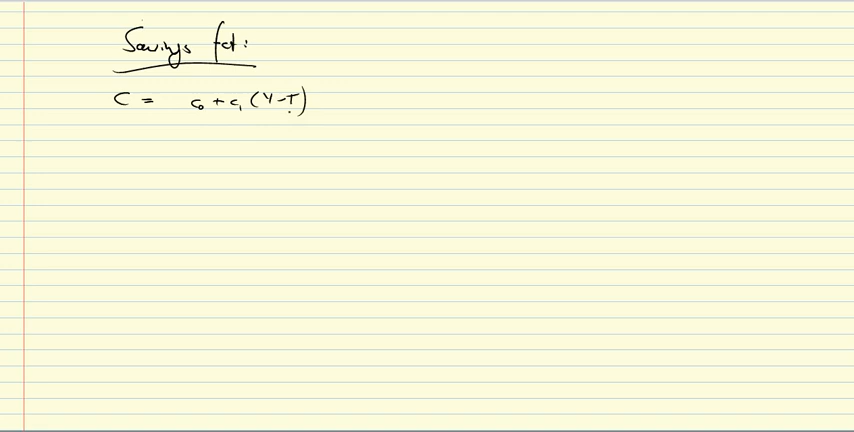 Savings fct:
C = c₀ + c₁ (Y-T)